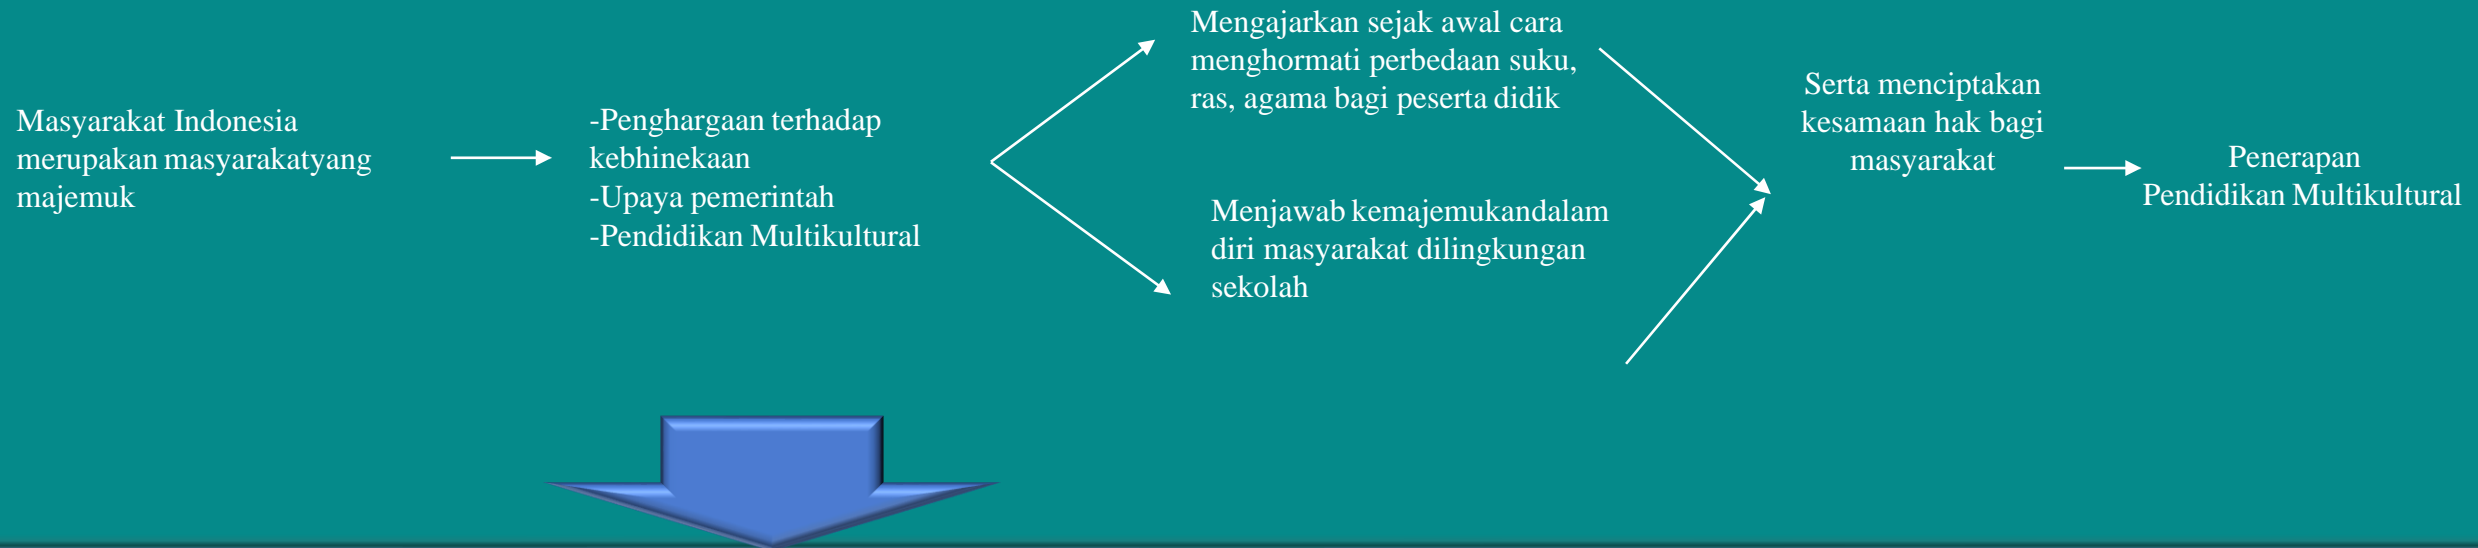 Masyarakat Indonesia
merupakan masyarakatyang
majemuk
-Penghargaan terhadap
kebhinekaan
-Upaya pemerintah
-Pendidikan Multikultural
Mengajarkan sejak awal cara
menghormati perbedaan suku,
ras, agama bagi peserta didik
Menjawab kemajemukandalam
diri masyarakat dilingkungan
sekolah
Serta menciptakan
kesamaan hak bagi
masyarakat
Penerapan
Pendidikan Multikultural